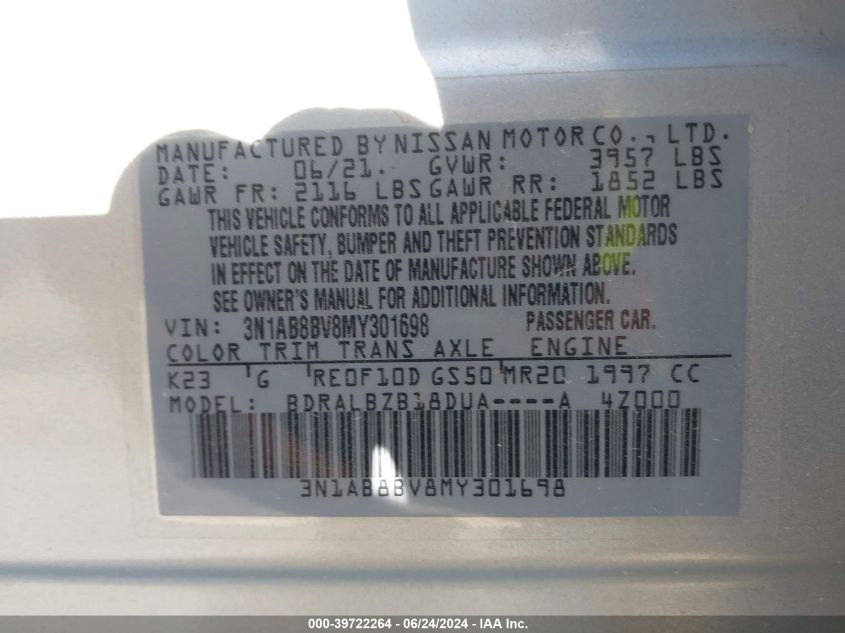 MANUFACTURED BY NISSAN MOTOR CO., LTD.
DATE: 06/21. GVWR: 3957 LBS
GAWR FR: 2116 LBS GAWR RR: 1852 LBS
THIS VEHICLE CONFORMS TO ALL APPLICABLE FEDERAL MOTOR
VEHICLE SAFETY, BUMPER AND THEFT PREVENTION STANDARDS
IN EFFECT ON THE DATE OF MANUFACTURE SHOWN ABOVE.
SEE OWNER'S MANUAL FOR ADDITIONAL INFORMATION.
VIN: 3N1AB8BV8MY301698 PASSENGER CAR.
COLOR TRIM TRANS AXLE ENGINE
K23 G RE0F10D GS50 MR20 1997 CC
MODEL: BDRALBZB18DUA----A 4Z000
3N1AB8BV8MY301698
000-39722264 - 06/24/2024 - IAA Inc.